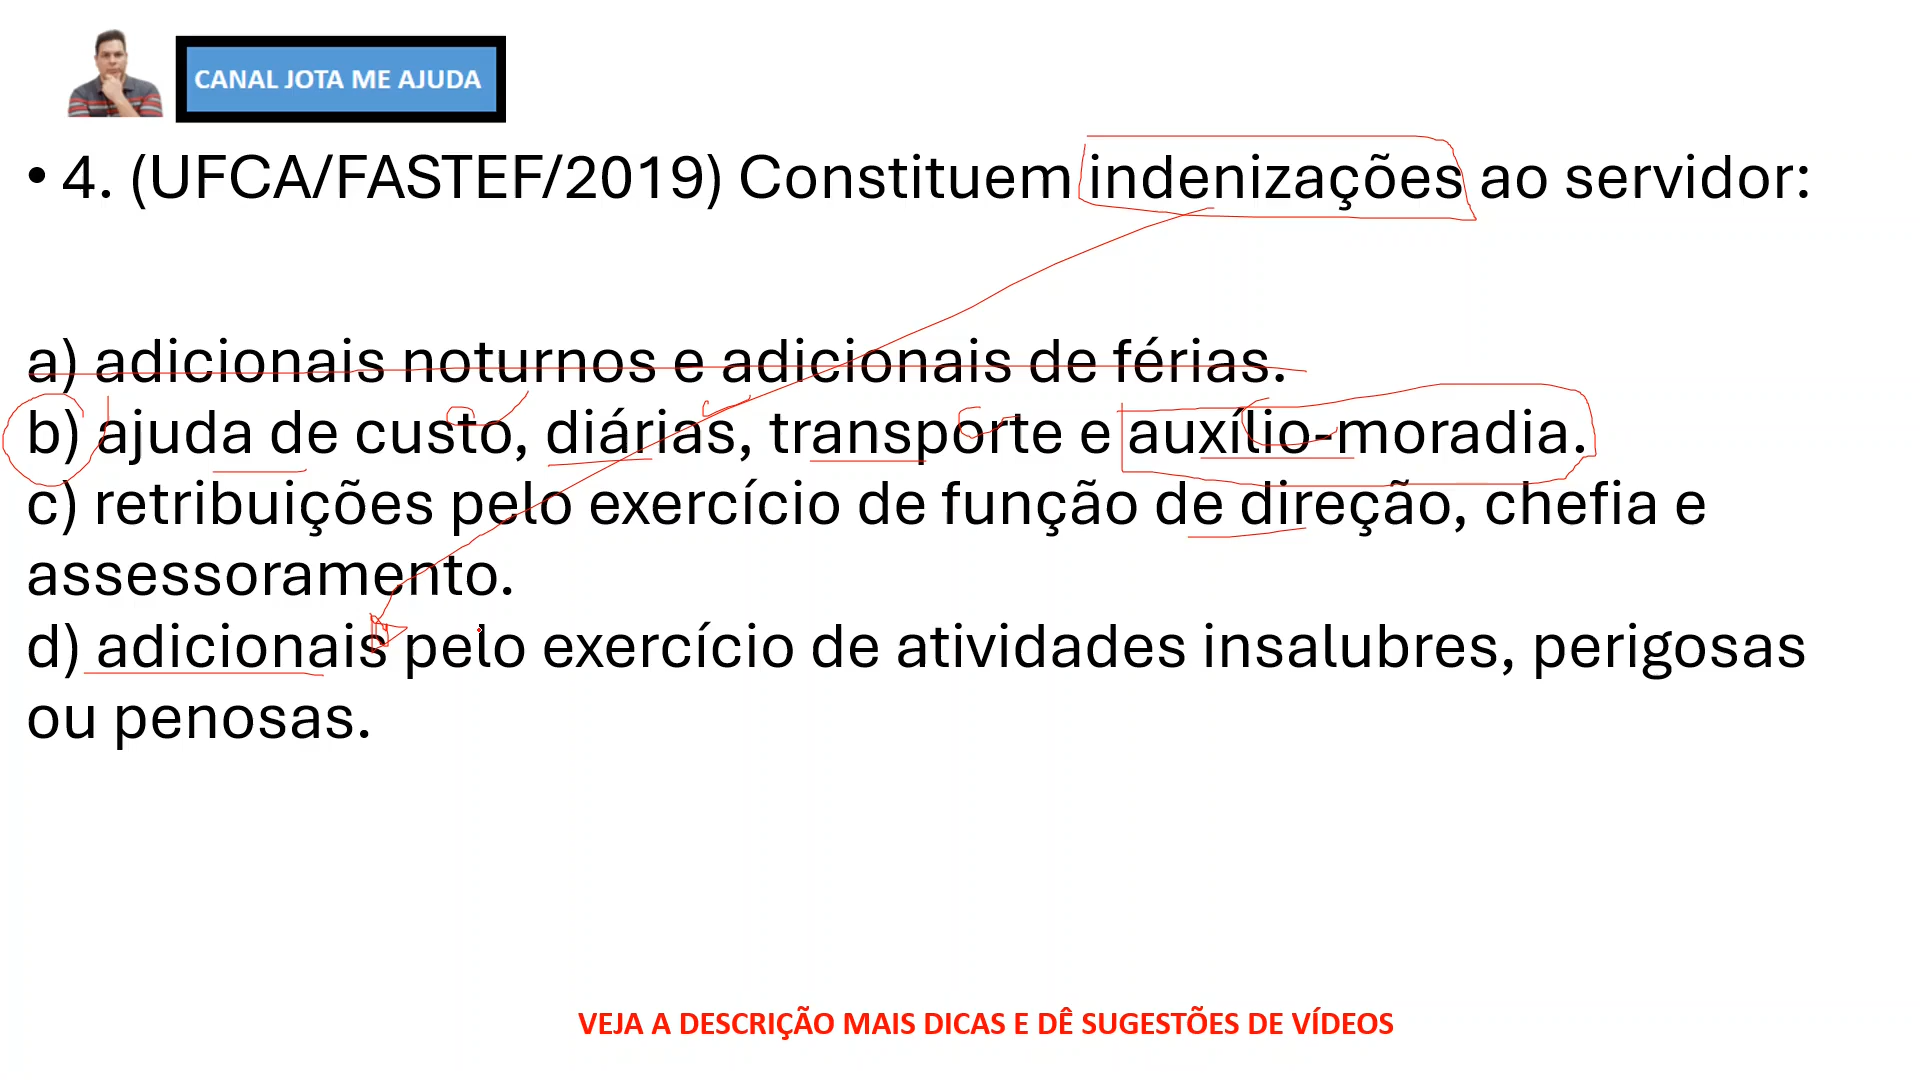 CANAL JOTA ME AJUDA
• 4. (UFCA/FASTEF/2019) Constituem indenizações ao servidor:
a) adicionais noturnos e adicionais de férias.
b) ajuda de custo, diárias, transporte e auxílio-moradia.
c) retribuições pelo exercício de função de direção, chefia e
assessoramento.
d) adicionais pelo exercício de atividades insalubres, perigosas
ou penosas.
VEJA A DESCRIÇÃO MAIS DICAS E DÊ SUGESTÕES DE VÍDEOS